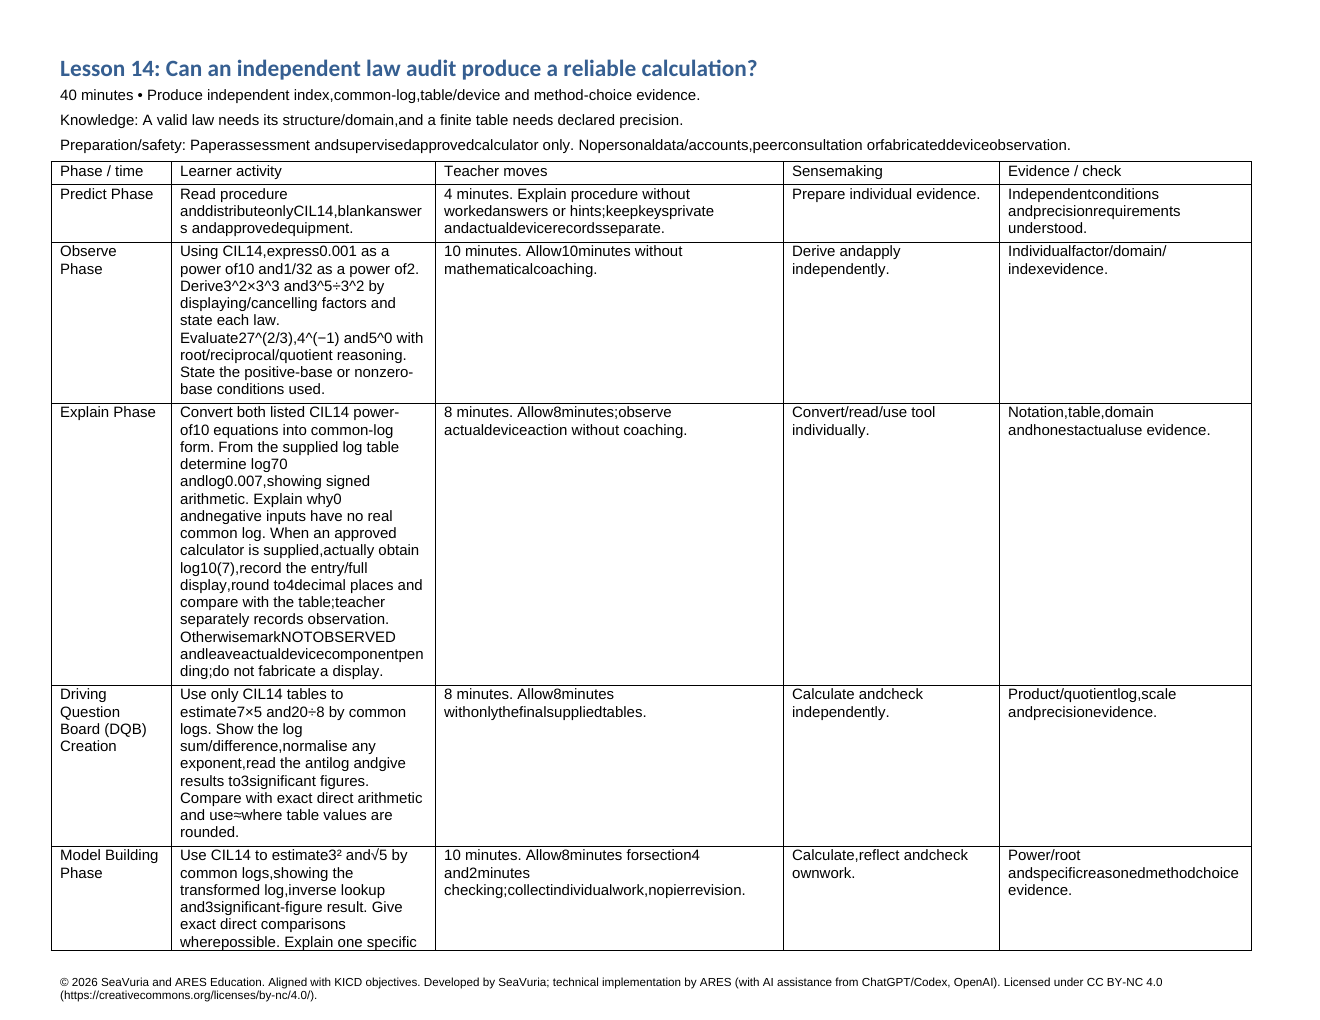 Lesson 14: Can an independent law audit produce a reliable calculation?
40 minutes • Produce independent index,common-log,table/device and method-choice evidence.
Knowledge: A valid law needs its structure/domain,and a finite table needs declared precision.
Preparation/safety: Paperassessment andsupervisedapprovedcalculator only. Nopersonaldata/accounts,peerconsultation orfabricateddeviceobservation.
Phase / time
Learner activity
Teacher moves
Sensemaking
Evidence / check
Predict Phase
Read procedure
anddistributeonlyCIL14,blankanswer
s andapprovedequipment.
4 minutes. Explain procedure without
workedanswers or hints;keepkeysprivate
andactualdevicerecordsseparate.
Prepare individual evidence.
Independentconditions
andprecisionrequirements
understood.
Observe
Phase
Using CIL14,express0.001 as a
power of10 and1/32 as a power of2.
Derive3^2×3^3 and3^5÷3^2 by
displaying/cancelling factors and
state each law.
Evaluate27^(2/3),4^(−1) and5^0 with
root/reciprocal/quotient reasoning.
State the positive-base or nonzero-
base conditions used.
10 minutes. Allow10minutes without
mathematicalcoaching.
Derive andapply
independently.
Individualfactor/domain/
indexevidence.
Explain Phase
Convert both listed CIL14 power-
of10 equations into common-log
form. From the supplied log table
determine log70
andlog0.007,showing signed
arithmetic. Explain why0
andnegative inputs have no real
common log. When an approved
calculator is supplied,actually obtain
log10(7),record the entry/full
display,round to4decimal places and
compare with the table;teacher
separately records observation.
OtherwisemarkNOTOBSERVED
andleaveactualdevicecomponentpen
ding;do not fabricate a display.
8 minutes. Allow8minutes;observe
actualdeviceaction without coaching.
Convert/read/use tool
individually.
Notation,table,domain
andhonestactualuse evidence.
Driving
Question
Board (DQB)
Creation
Use only CIL14 tables to
estimate7×5 and20÷8 by common
logs. Show the log
sum/difference,normalise any
exponent,read the antilog andgive
results to3significant figures.
Compare with exact direct arithmetic
and use≈where table values are
rounded.
8 minutes. Allow8minutes
withonlythefinalsuppliedtables.
Calculate andcheck
independently.
Product/quotientlog,scale
andprecisionevidence.
Model Building
Phase
Use CIL14 to estimate3² and√5 by
common logs,showing the
transformed log,inverse lookup
and3significant-figure result. Give
exact direct comparisons
wherepossible. Explain one specific
10 minutes. Allow8minutes forsection4
and2minutes
checking;collectindividualwork,nopierrevision.
Calculate,reflect andcheck
ownwork.
Power/root
andspecificreasonedmethodchoice
evidence.
© 2026 SeaVuria and ARES Education. Aligned with KICD objectives. Developed by SeaVuria; technical implementation by ARES (with AI assistance from ChatGPT/Codex, OpenAI). Licensed under CC BY-NC 4.0
(https://creativecommons.org/licenses/by-nc/4.0/).